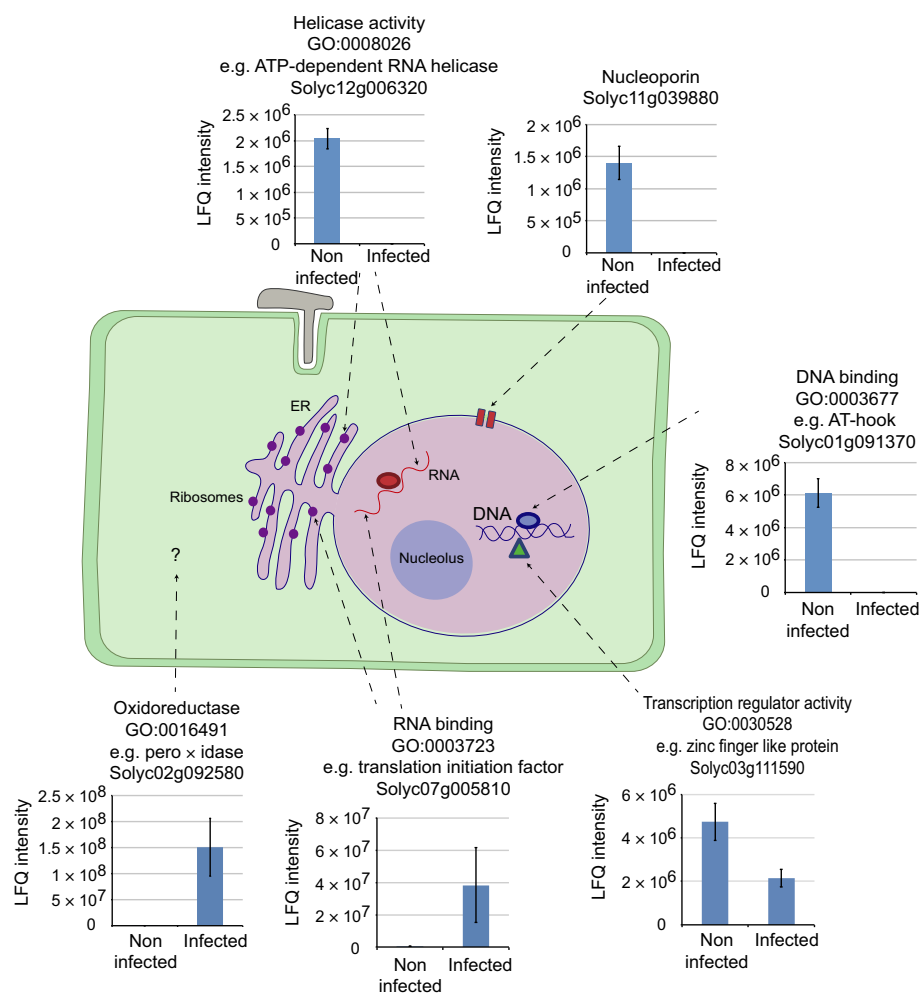 Helicase activity
GO:0008026
e.g. ATP-dependent RNA helicase
Solyc12g006320
LFQ intensity
2.5 × 10⁶
2 × 10⁶
1.5 × 10⁶
1 × 10⁶
5 × 10⁵
0
Non infected
Infected
Nucleoporin
Solyc11g039880
LFQ intensity
2 × 10⁶
1.5 × 10⁶
1 × 10⁶
5 × 10⁵
0
Non infected
Infected
DNA binding
GO:0003677
e.g. AT-hook
Solyc01g091370
LFQ intensity
8 × 10⁶
6 × 10⁶
4 × 10⁶
2 × 10⁶
0
Non infected
Infected
ER
Ribosomes
?
RNA
DNA
Nucleolus
Oxidoreductase
GO:0016491
e.g. pero × idase
Solyc02g092580
LFQ intensity
2.5 × 10⁸
2 × 10⁸
1.5 × 10⁸
1 × 10⁸
5 × 10⁷
0
Non infected
Infected
RNA binding
GO:0003723
e.g. translation initiation factor
Solyc07g005810
LFQ intensity
8 × 10⁷
6 × 10⁷
4 × 10⁷
2 × 10⁷
0
Non infected
Infected
Transcription regulator activity
GO:0030528
e.g. zinc finger like protein
Solyc03g111590
LFQ intensity
6 × 10⁶
4 × 10⁶
2 × 10⁶
0
Non infected
Infected